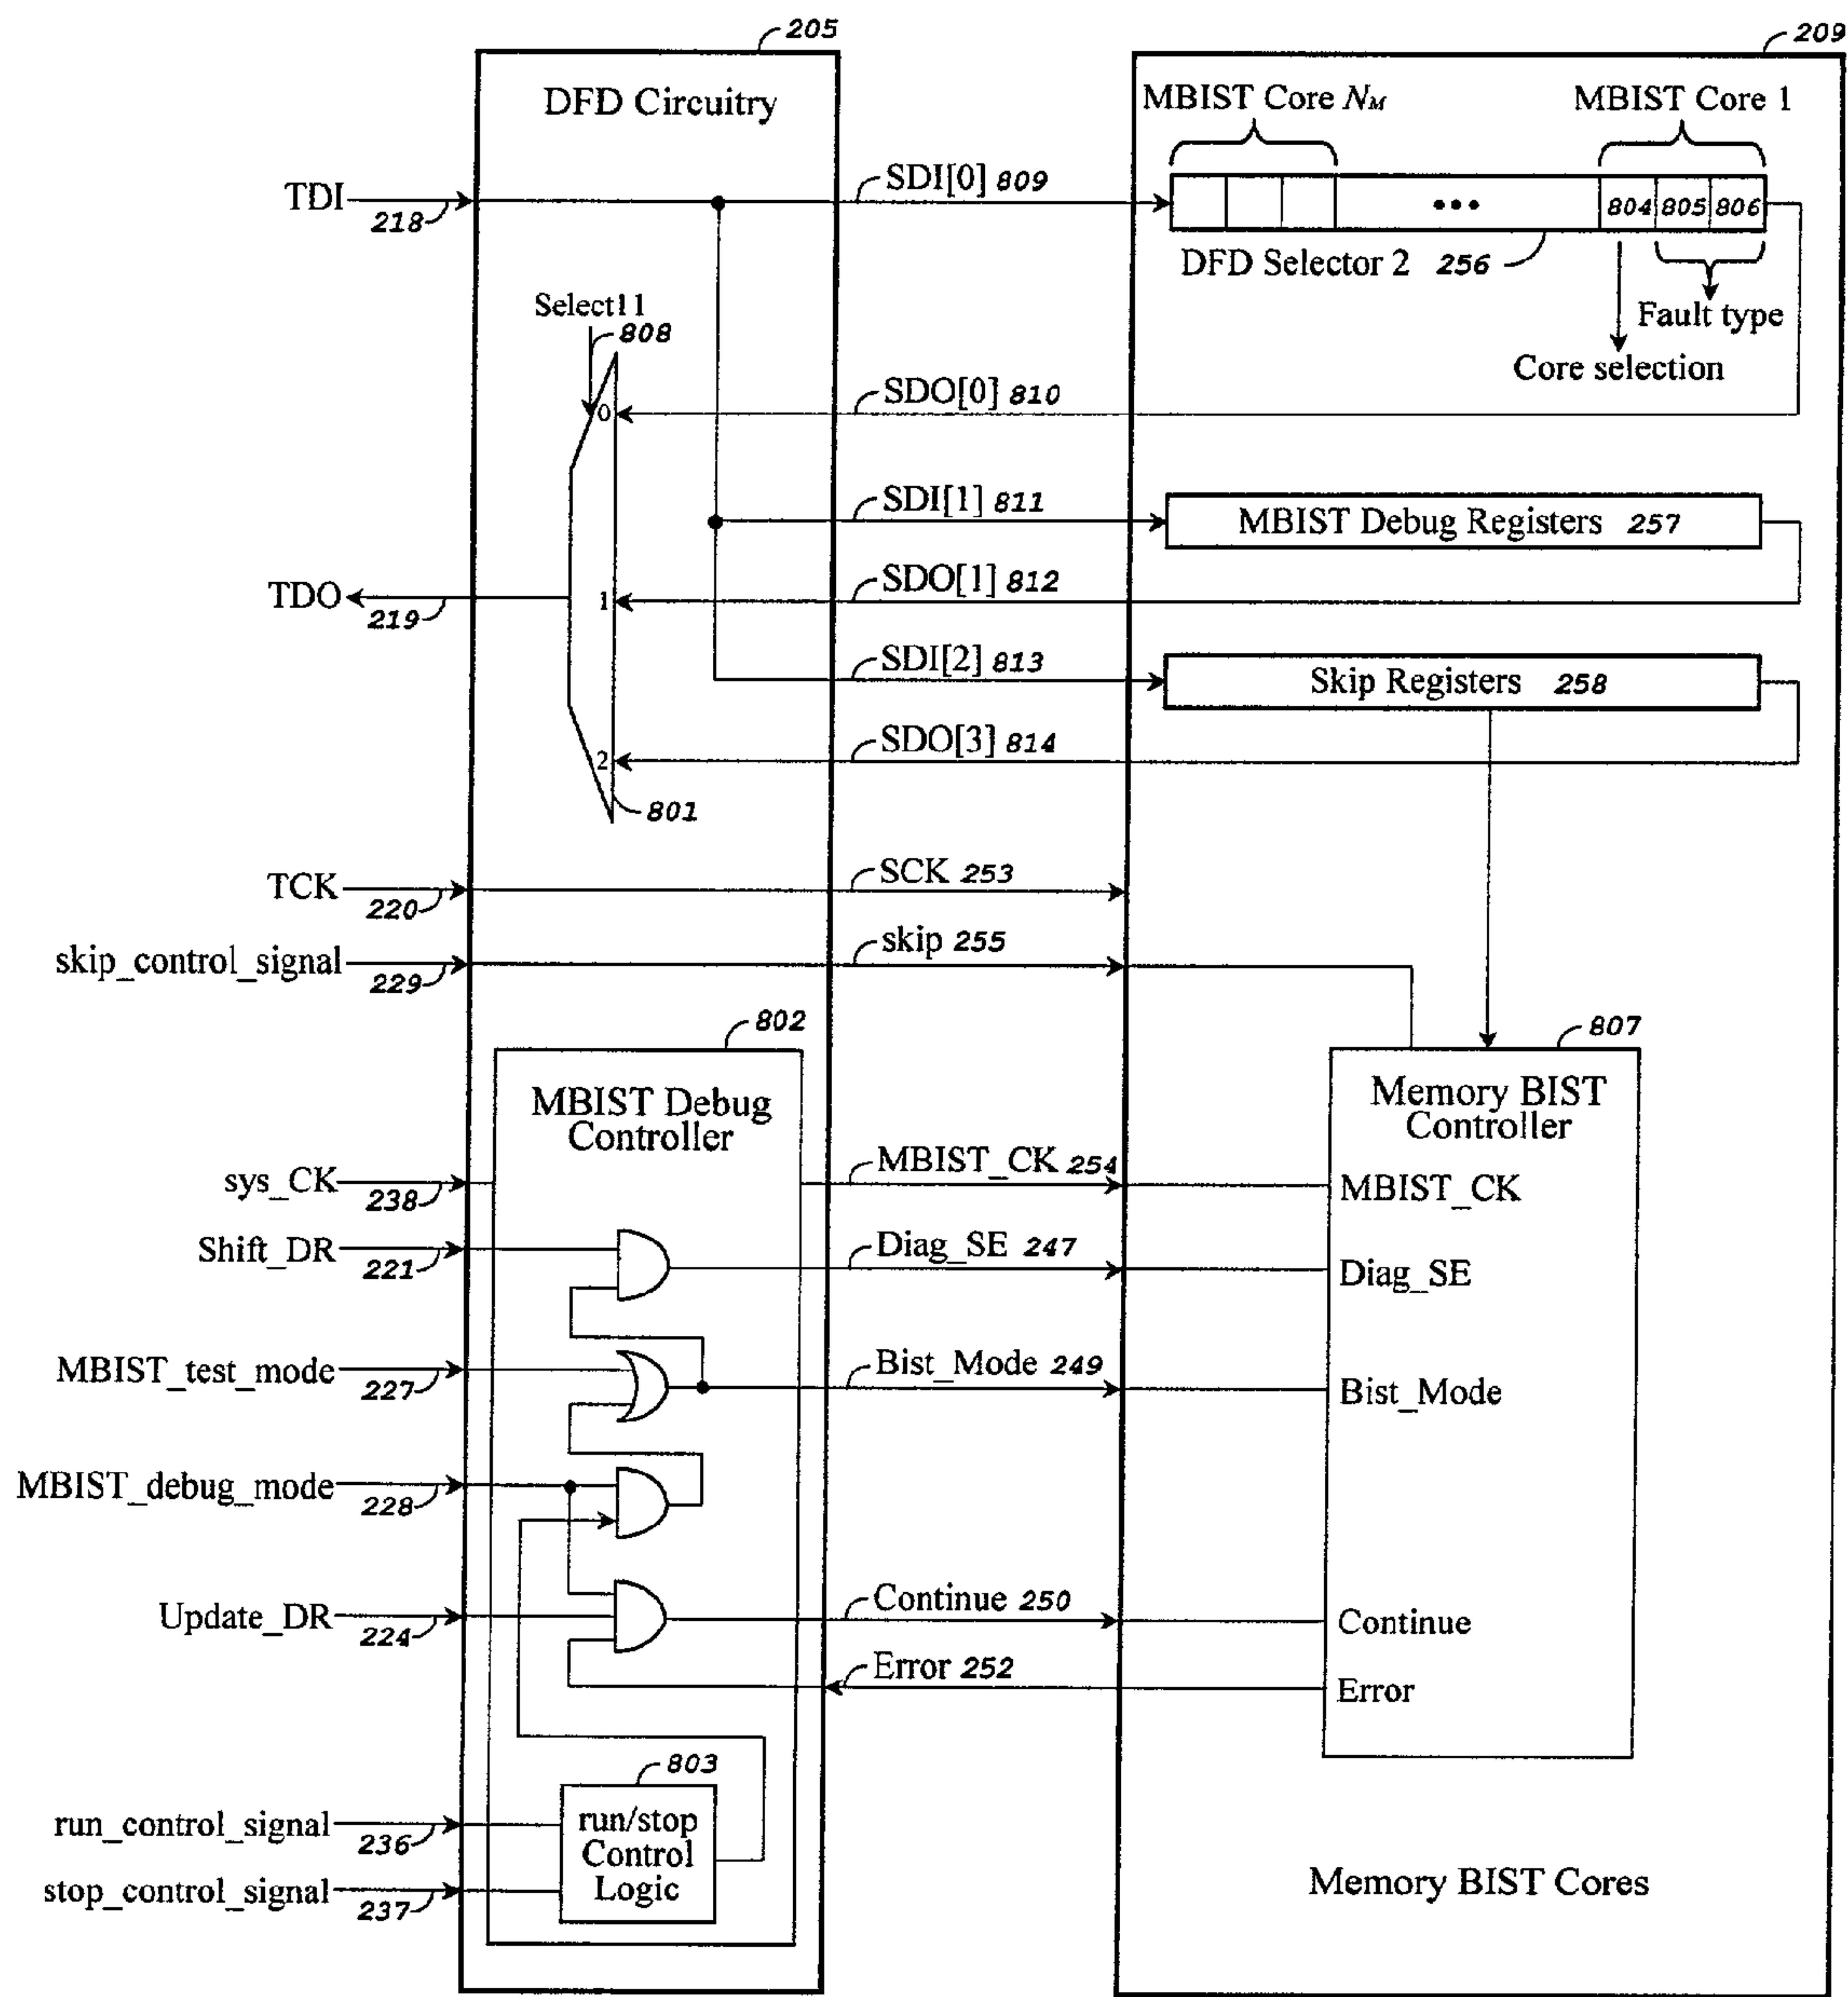 205
209
DFD Circuitry
MBIST Core NM
MBIST Core 1
TDI
218
SDI[0] 809
•••
804 805 806
DFD Selector 2 256
Fault type
Core selection
Select11
808
0
SDO[0] 810
SDI[1] 811
MBIST Debug Registers 257
TDO
219
1
SDO[1] 812
SDI[2] 813
Skip Registers 258
2
SDO[3] 814
801
TCK
220
SCK 253
skip_control_signal
229
skip 255
802
807
MBIST Debug
Controller
Memory BIST
Controller
sys_CK
238
MBIST_CK 254
MBIST_CK
Shift_DR
221
Diag_SE 247
Diag_SE
MBIST_test_mode
227
Bist_Mode 249
Bist_Mode
MBIST_debug_mode
228
Update_DR
224
Continue 250
Continue
Error 252
Error
803
run_control_signal
236
run/stop
Control
Logic
stop_control_signal
237
Memory BIST Cores